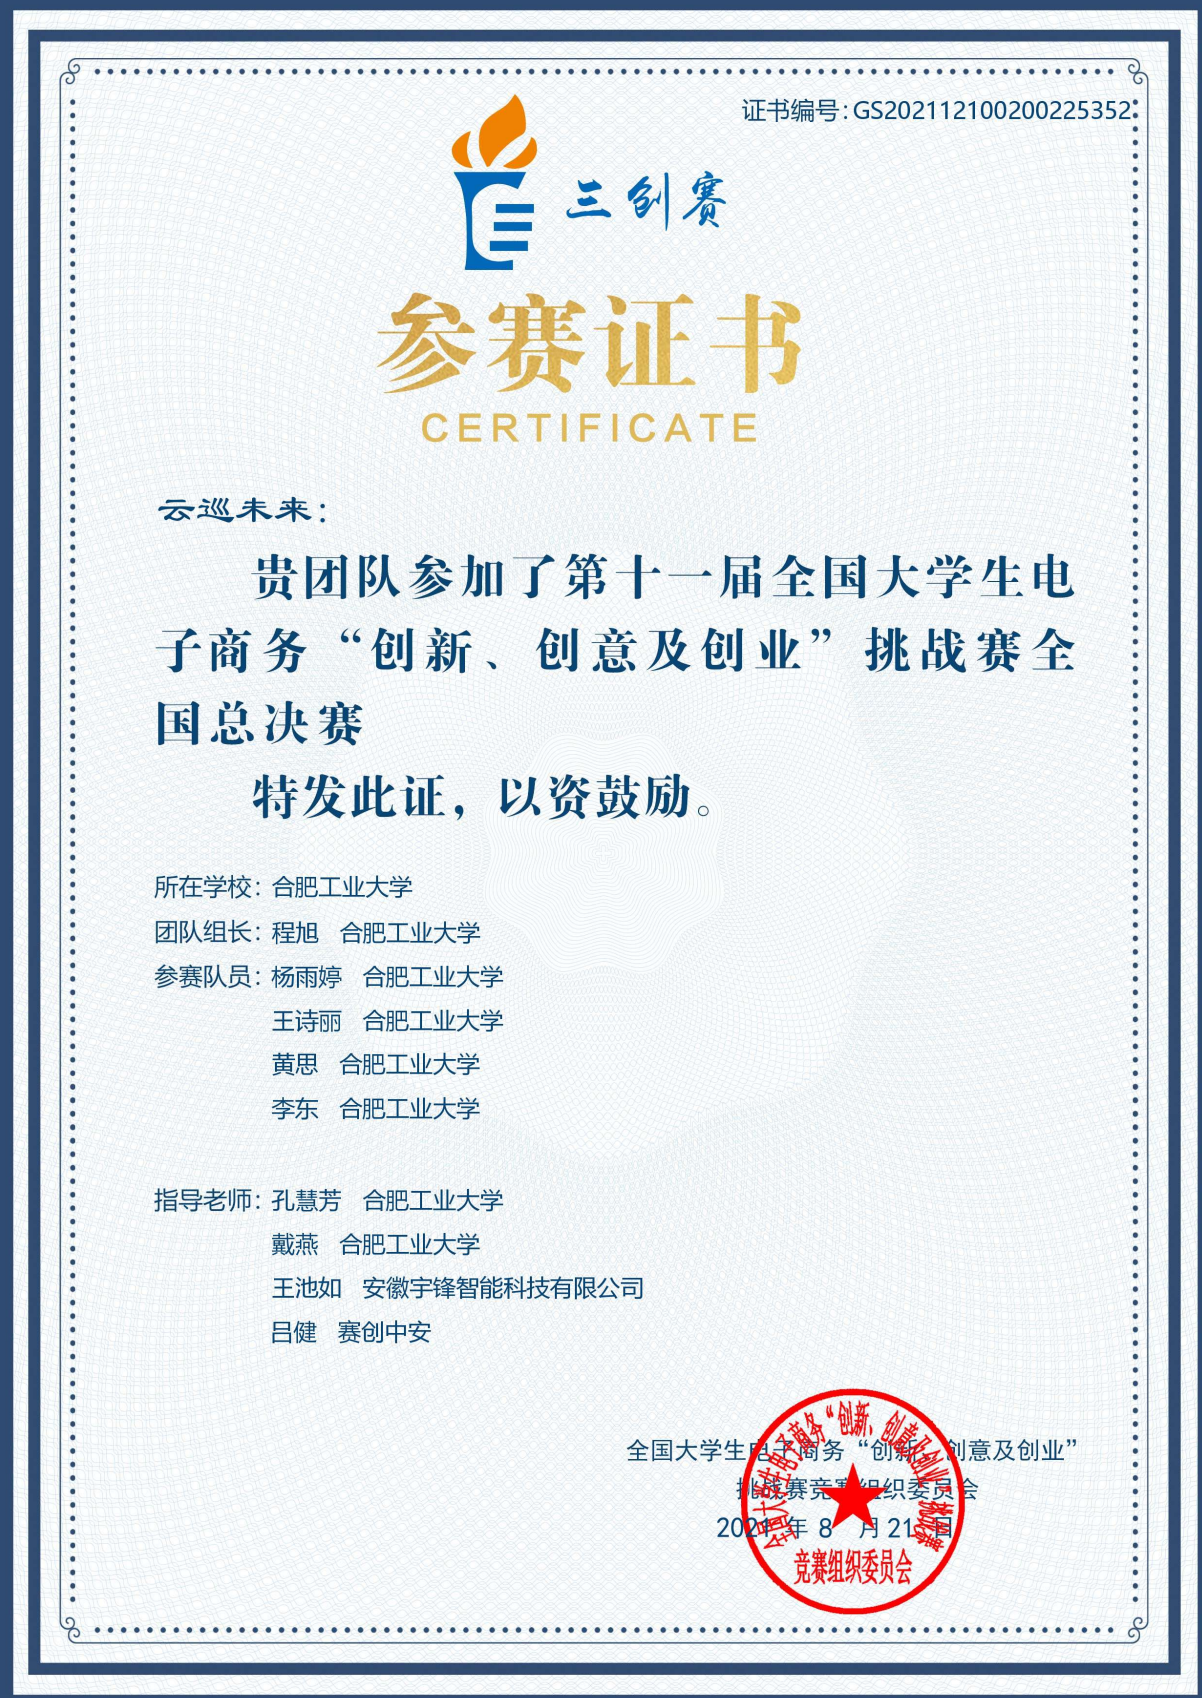 证书编号：GS202112100200225352
三创赛
参赛证书
CERTIFICATE
云巡未来：
贵团队参加了第十一届全国大学生电
子商务“创新、创意及创业”挑战赛全
国总决赛
特发此证，以资鼓励。
所在学校：合肥工业大学
团队组长：程旭 合肥工业大学
参赛队员：杨雨婷 合肥工业大学
王诗丽 合肥工业大学
黄思 合肥工业大学
李东 合肥工业大学
指导老师：孔慧芳 合肥工业大学
戴燕 合肥工业大学
王池如 安徽宇锋智能科技有限公司
吕健 赛创中安
全国大学生电子商务“创新、创意及创业”
挑战赛竞赛组织委员会
2021 年 8 月 21 日
全国大学生电子商务“创新、创意及创业”挑战赛
竞赛组织委员会